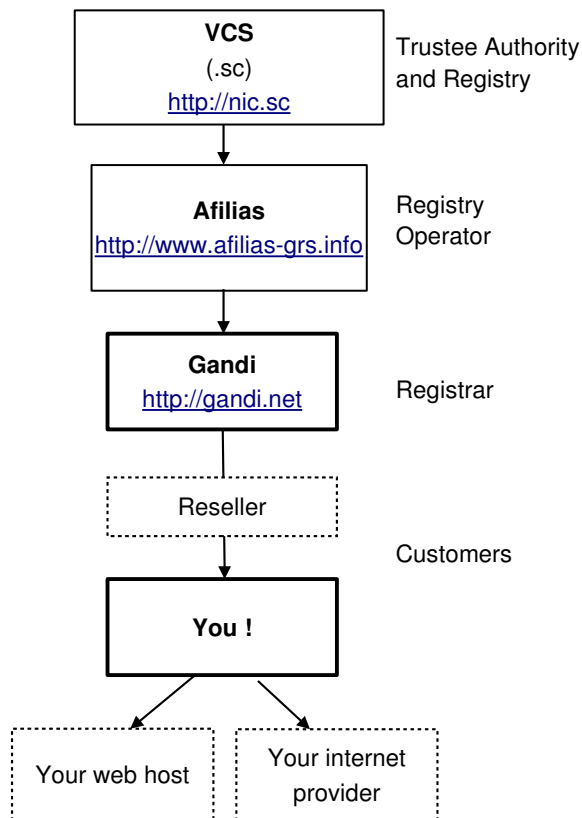 VCS
(.sc)
http://nic.sc
Trustee Authority
and Registry
Afilias
http://www.afilias-grs.info
Registry
Operator
Gandi
http://gandi.net
Registrar
Reseller
Customers
You !
Your web host
Your internet
provider